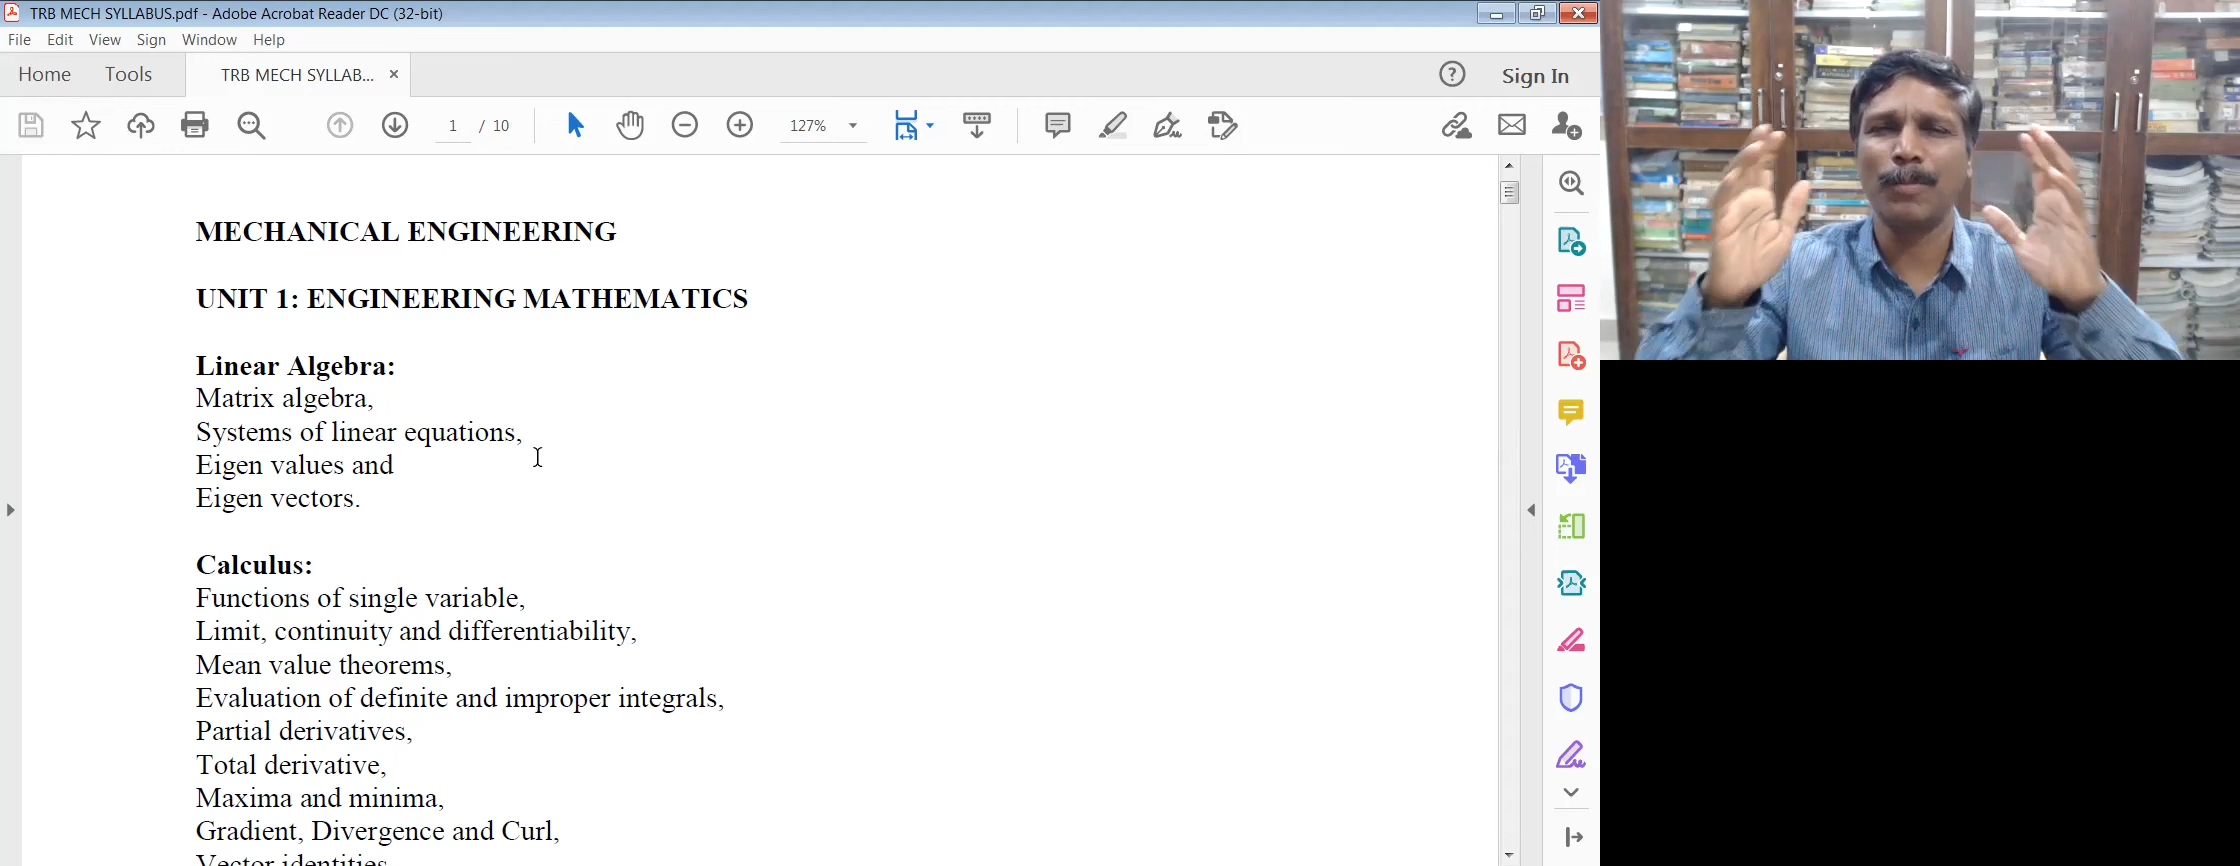 TRB MECH SYLLABUS.pdf - Adobe Acrobat Reader DC (32-bit)
File Edit View Sign Window Help
Home Tools TRB MECH SYLLAB... × Sign In
1 / 10 127%
MECHANICAL ENGINEERING
UNIT 1: ENGINEERING MATHEMATICS
Linear Algebra:
Matrix algebra,
Systems of linear equations,
Eigen values and
Eigen vectors.
Calculus:
Functions of single variable,
Limit, continuity and differentiability,
Mean value theorems,
Evaluation of definite and improper integrals,
Partial derivatives,
Total derivative,
Maxima and minima,
Gradient, Divergence and Curl,
Vector identities